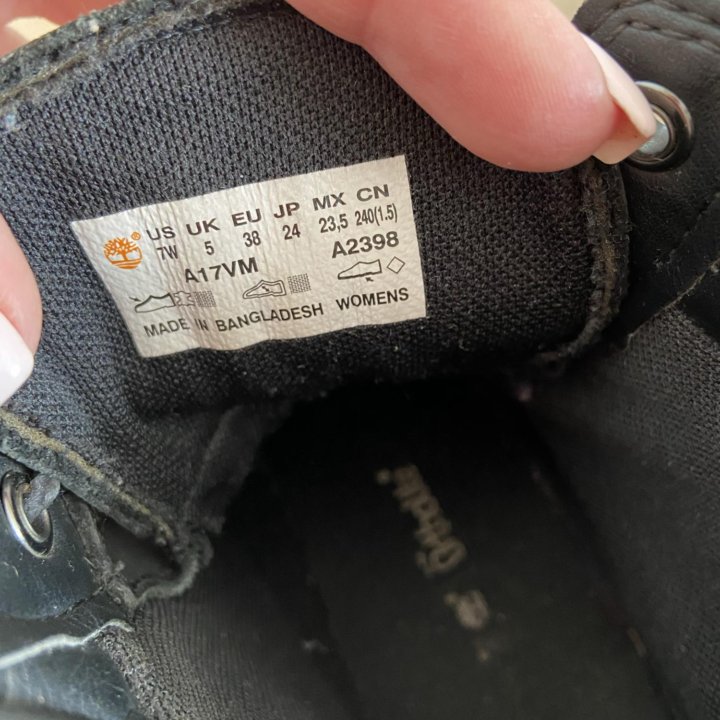 ® US UK EU JP MX CN
7W 5 38 24 23,5 240(1.5)
A17VM A2398
MADE IN BANGLADESH WOMENS